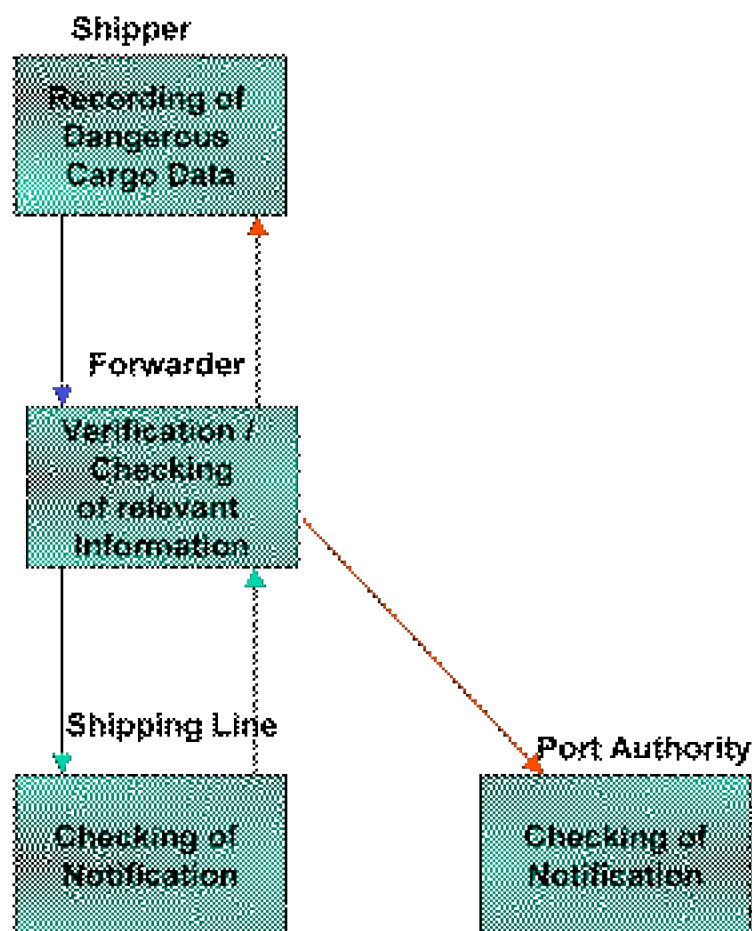 Shipper
Recording of
Dangerous
Cargo Data
Forwarder
Verification /
Checking
of relevant
Information
Shipping Line
Checking of
Notification
Port Authority
Checking of
Notification